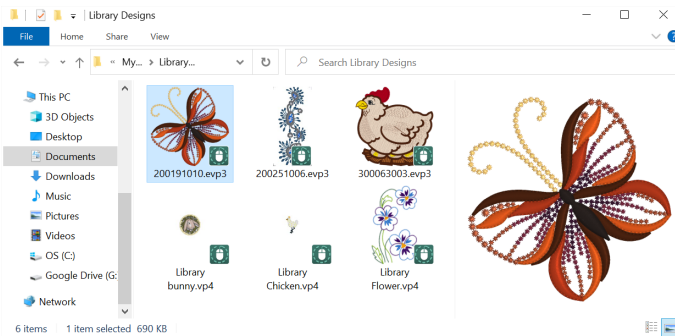 Library Designs
File Home Share View
« My... Library... Search Library Designs
This PC
3D Objects
Desktop
Documents
Downloads
Music
Pictures
Videos
OS (C:)
Google Drive (G:
Network
200191010.evp3 200251006.evp3 300063003.evp3
Library bunny.vp4
Library Chicken.vp4
Library Flower.vp4
6 items 1 item selected 690 KB